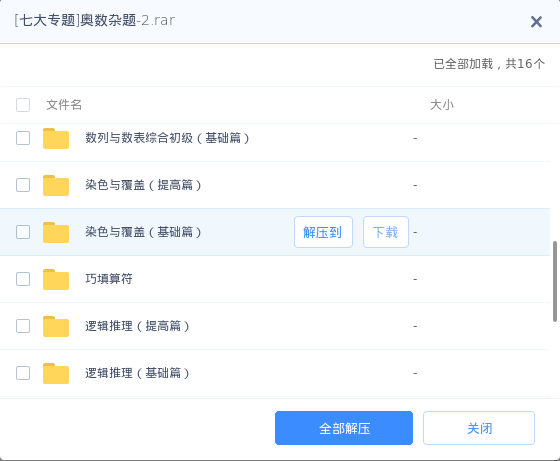 [七大专题]奥数杂题-2.rar
已全部加载，共16个
文件名 大小
数列与数表综合初级（基础篇） -
染色与覆盖（提高篇） -
染色与覆盖（基础篇） 解压到 下载 -
巧填算符 -
逻辑推理（提高篇） -
逻辑推理（基础篇） -
全部解压 关闭